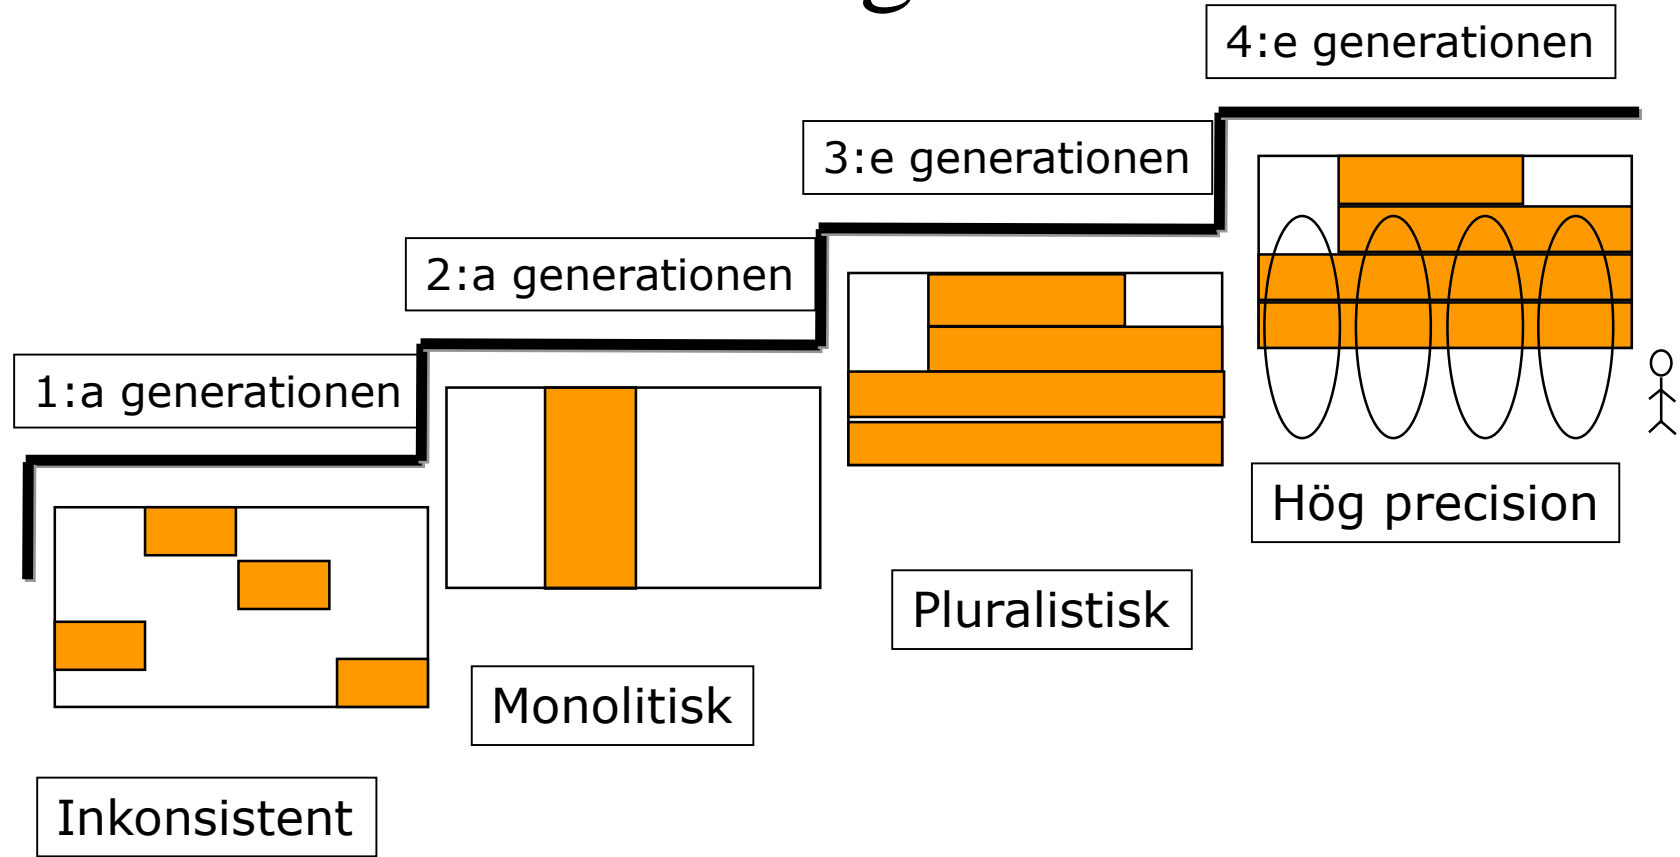 4:e generationen
3:e generationen
2:a generationen
1:a generationen
Hög precision
Pluralistisk
Monolitisk
Inkonsistent